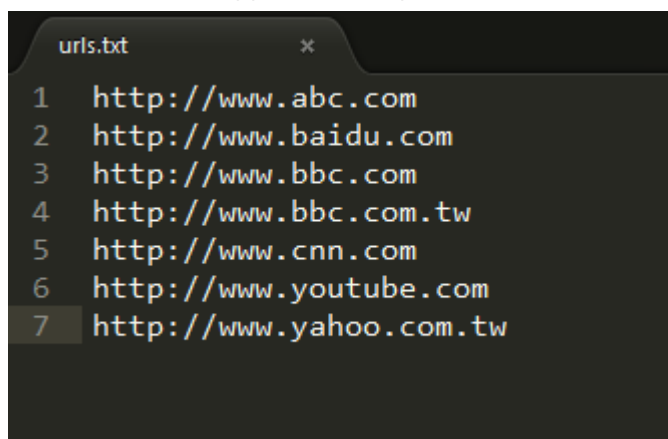 urls.txt ×
1 http://www.abc.com
2 http://www.baidu.com
3 http://www.bbc.com
4 http://www.bbc.com.tw
5 http://www.cnn.com
6 http://www.youtube.com
7 http://www.yahoo.com.tw